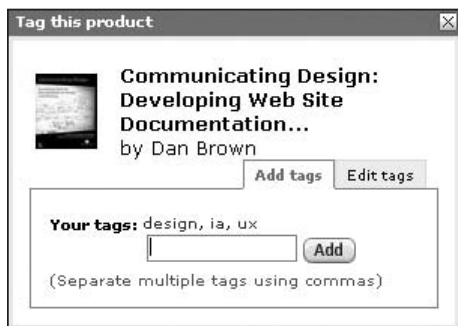 Tag this product
Communicating Design:
Developing Web Site
Documentation...
by Dan Brown
Add tags
Edit tags
Your tags: design, ia, ux
Add
(Separate multiple tags using commas)